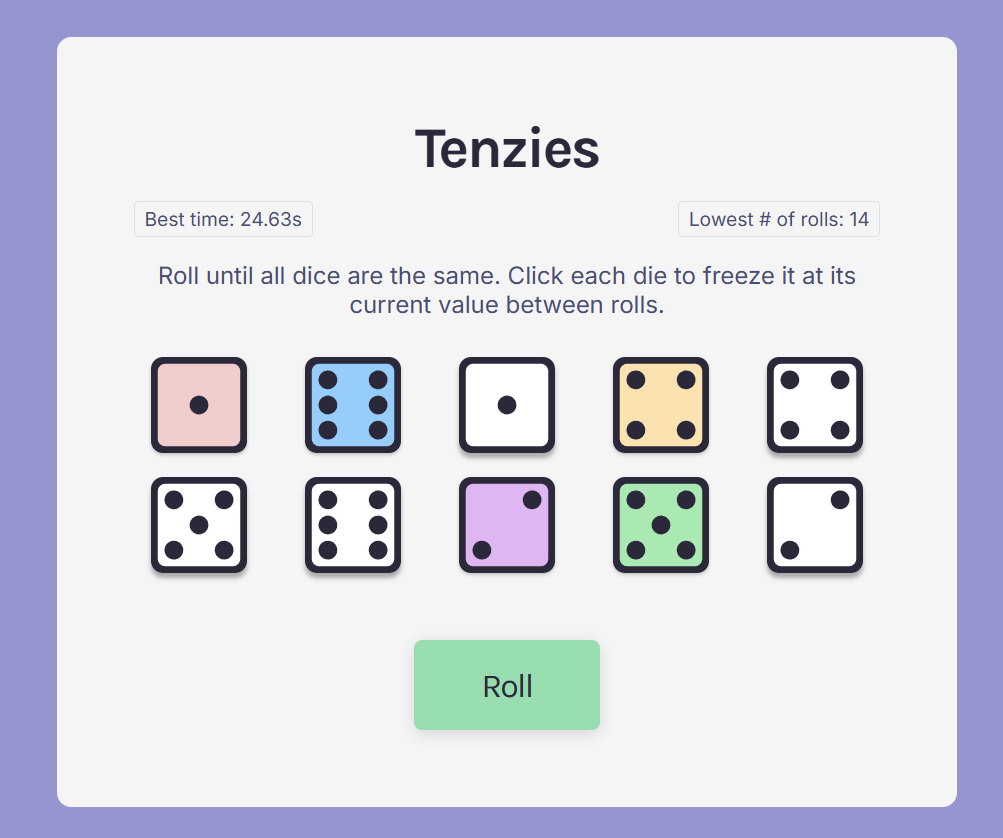 Tenzies
Best time: 24.63s
Lowest # of rolls: 14
Roll until all dice are the same. Click each die to freeze it at its
current value between rolls.
Roll